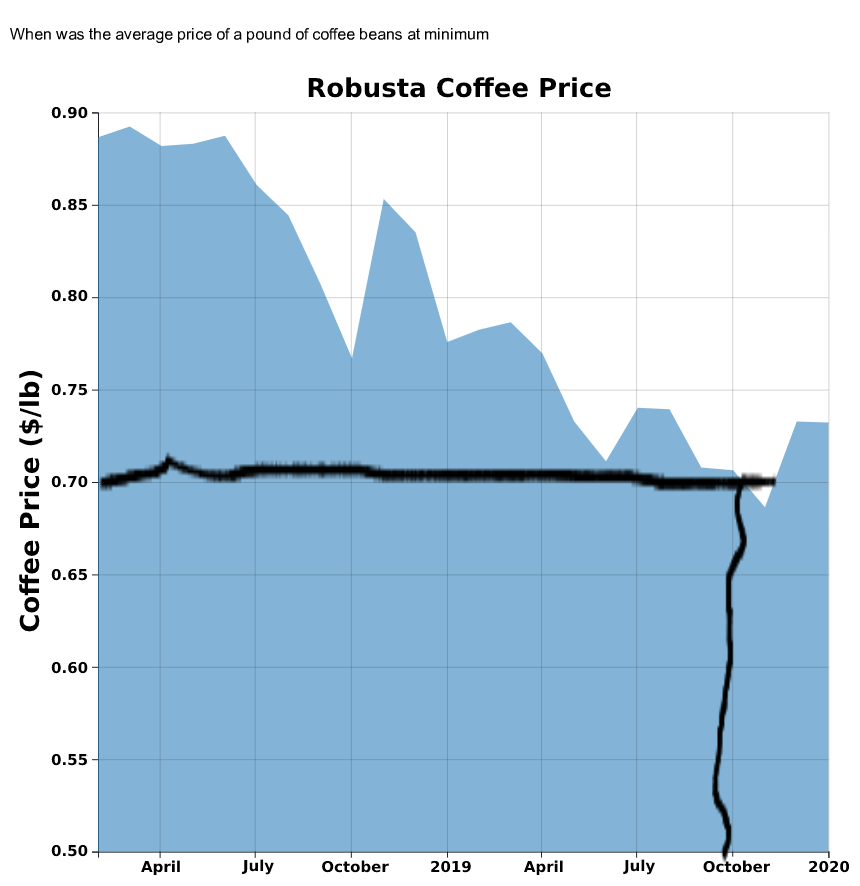 When was the average price of a pound of coffee beans at minimum
Robusta Coffee Price
0.90
0.85
0.80
0.75
0.70
0.65
0.60
0.55
0.50
Coffee Price ($/lb)
April July October 2019 April July October 2020